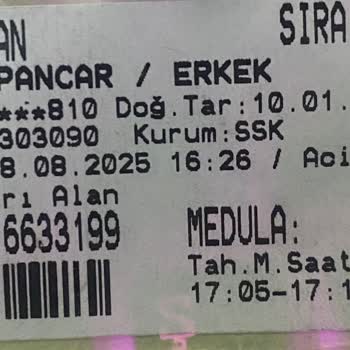 AN SIRA
PANCAR / ERKEK
***810 Doğ.Tar:10.01.
303090 Kurum:SSK
8.08.2025 16:26 / Aci
rı Alan
6633199 MEDULA:
Tah.M.Saat
17:05-17:1